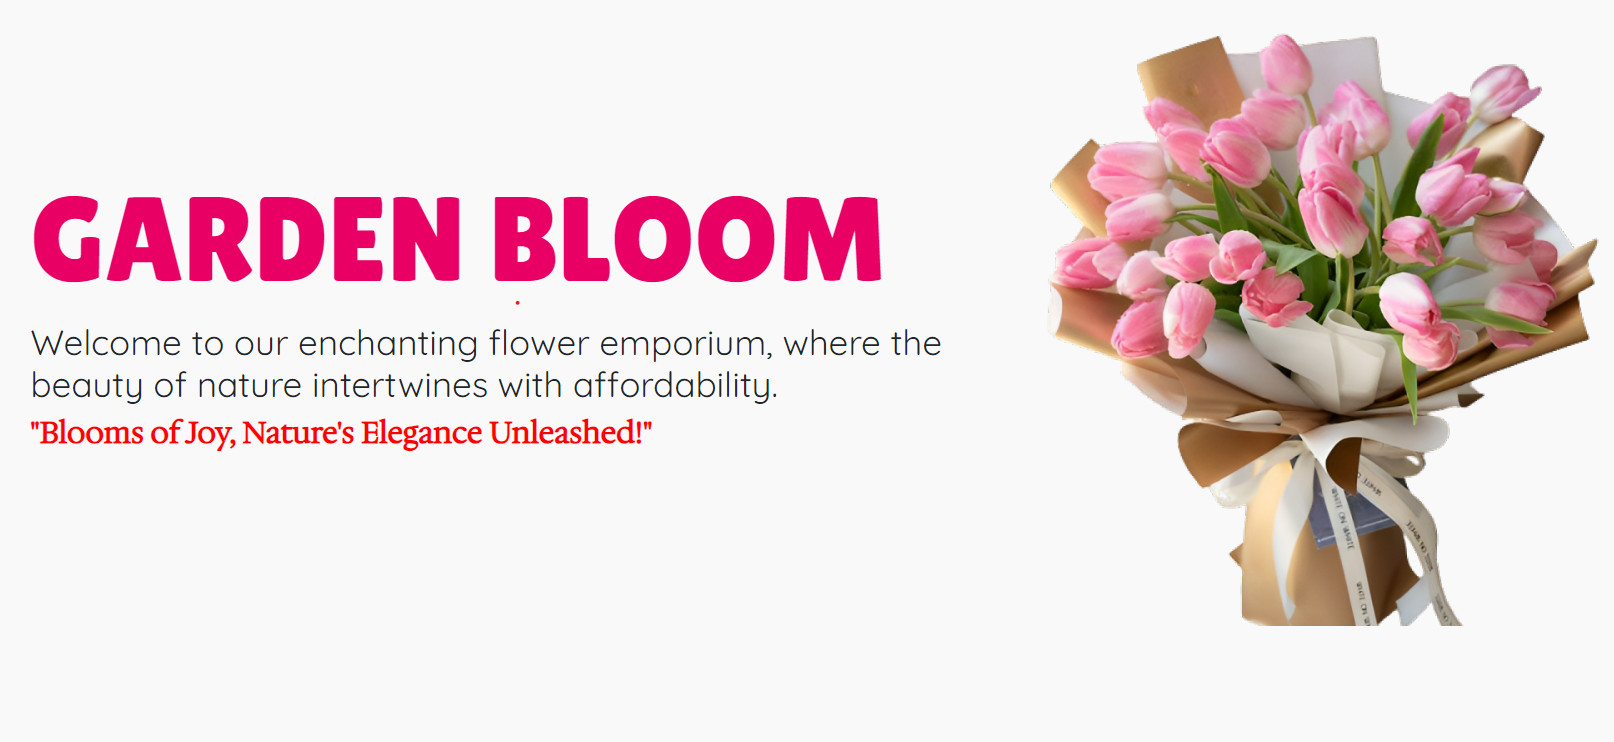 GARDEN BLOOM
Welcome to our enchanting flower emporium, where the
beauty of nature intertwines with affordability.
"Blooms of Joy, Nature's Elegance Unleashed!"